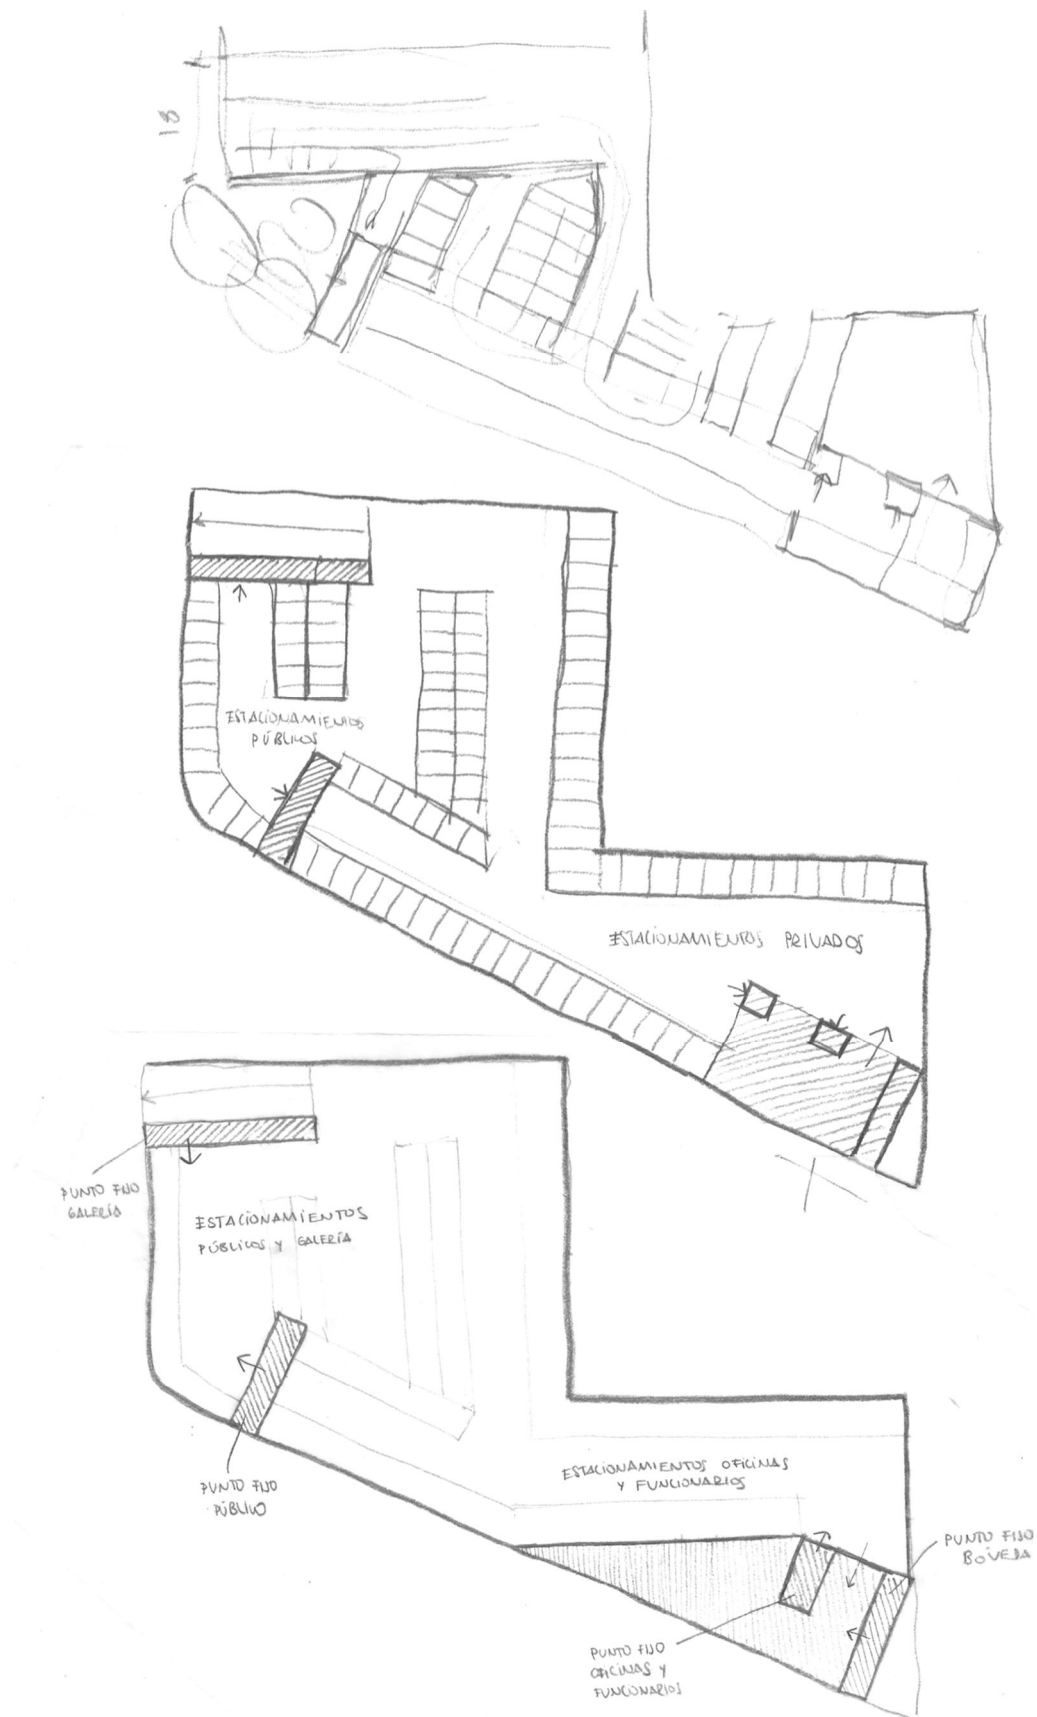 18
ESTACIONAMIENTOS
PÚBLICOS
ESTACIONAMIENTOS PRIVADOS
PUNTO FIJO
GALERÍA
ESTACIONAMIENTOS
PÚBLICOS Y GALERÍA
PUNTO FIJO
PÚBLICO
ESTACIONAMIENTOS OFICINAS
Y FUNCIONARIOS
PUNTO FIJO
BÓVEDA
PUNTO FIJO
OFICINAS Y
FUNCIONARIOS